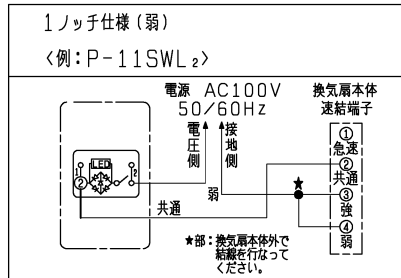 1ノッチ仕様(弱)
〈例:P-11SWL₂〉
電源 AC100V
50/60Hz
換気扇本体
速結端子
電圧側
接地側
LED
1
2
②
共通
弱
①
急速
②
共通
③
強
④
弱
★
★部:換気扇本体外で
結線を行なって
ください。